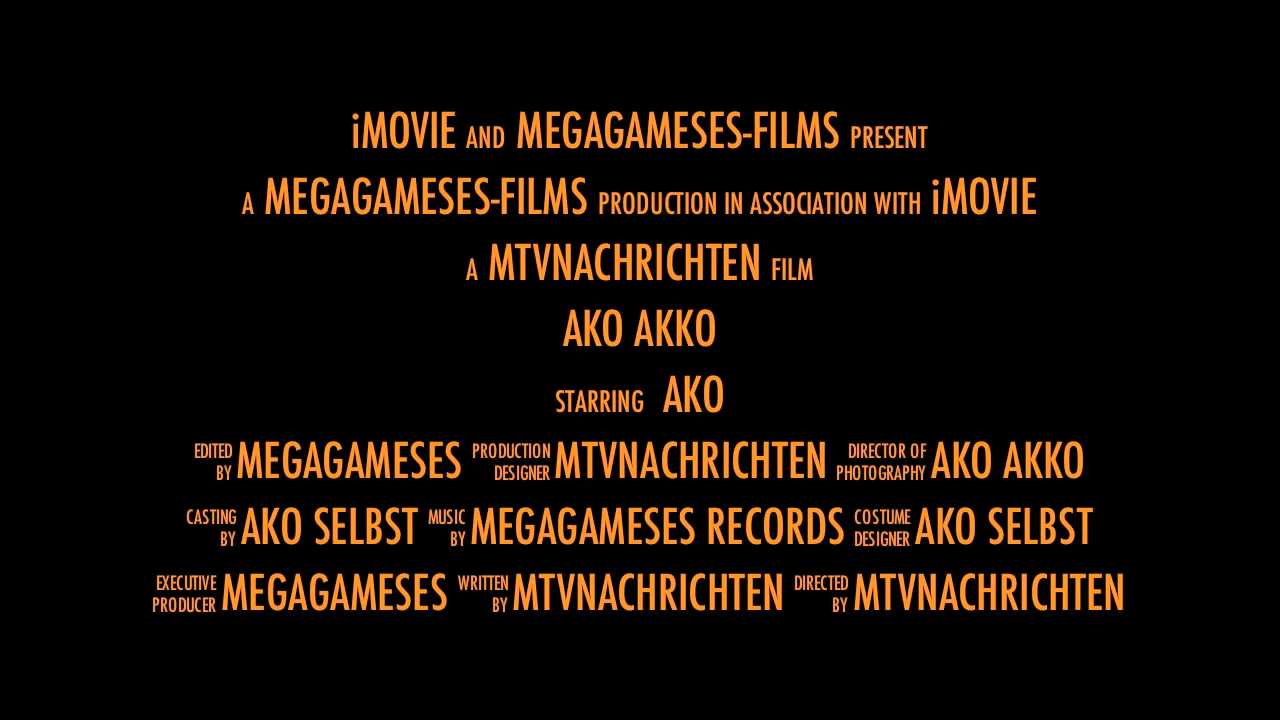 iMOVIE AND MEGAGAMESES-FILMS PRESENT
A MEGAGAMESES-FILMS PRODUCTION IN ASSOCIATION WITH iMOVIE
A MTVNACHRICHTEN FILM
AKO AKKO
STARRING AKO
EDITED BY MEGAGAMESES PRODUCTION DESIGNER MTVNACHRICHTEN DIRECTOR OF PHOTOGRAPHY AKO AKKO
CASTING BY AKO SELBST MUSIC BY MEGAGAMESES RECORDS COSTUME DESIGNER AKO SELBST
EXECUTIVE PRODUCER MEGAGAMESES WRITTEN BY MTVNACHRICHTEN DIRECTED BY MTVNACHRICHTEN